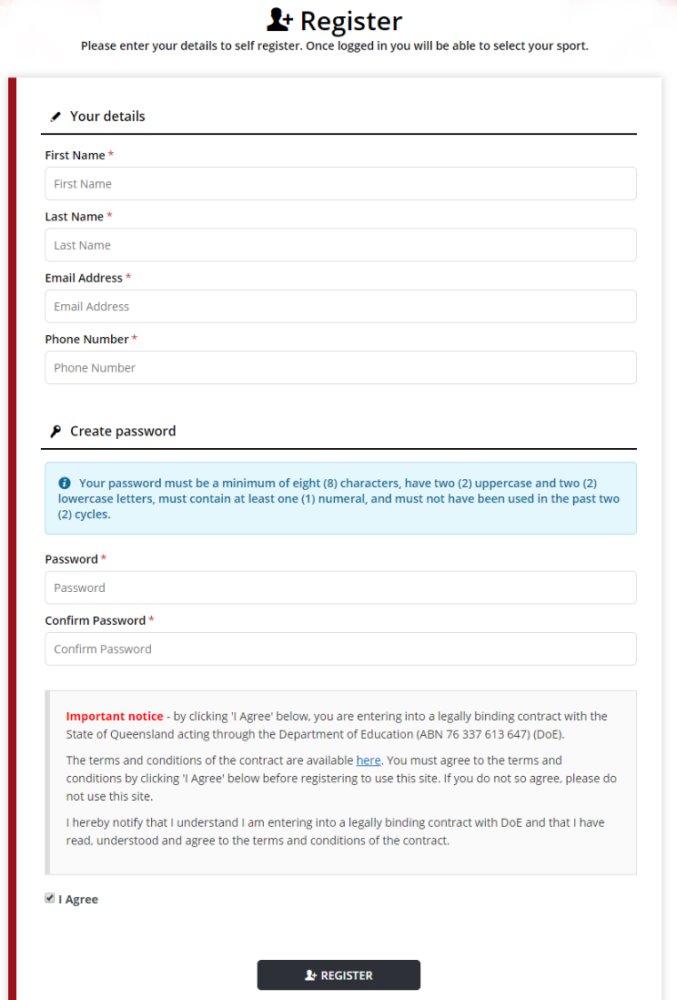 Register
Please enter your details to self register. Once logged in you will be able to select your sport.
Your details
First Name *
First Name
Last Name *
Last Name
Email Address *
Email Address
Phone Number *
Phone Number
Create password
Your password must be a minimum of eight (8) characters, have two (2) uppercase and two (2)
lowercase letters, must contain at least one (1) numeral, and must not have been used in the past two
(2) cycles.
Password *
Password
Confirm Password *
Confirm Password
Important notice - by clicking 'I Agree' below, you are entering into a legally binding contract with the
State of Queensland acting through the Department of Education (ABN 76 337 613 647) (DoE).
The terms and conditions of the contract are available here. You must agree to the terms and
conditions by clicking 'I Agree' below before registering to use this site. If you do not so agree, please do
not use this site.
I hereby notify that I understand I am entering into a legally binding contract with DoE and that I have
read, understood and agree to the terms and conditions of the contract.
I Agree
REGISTER